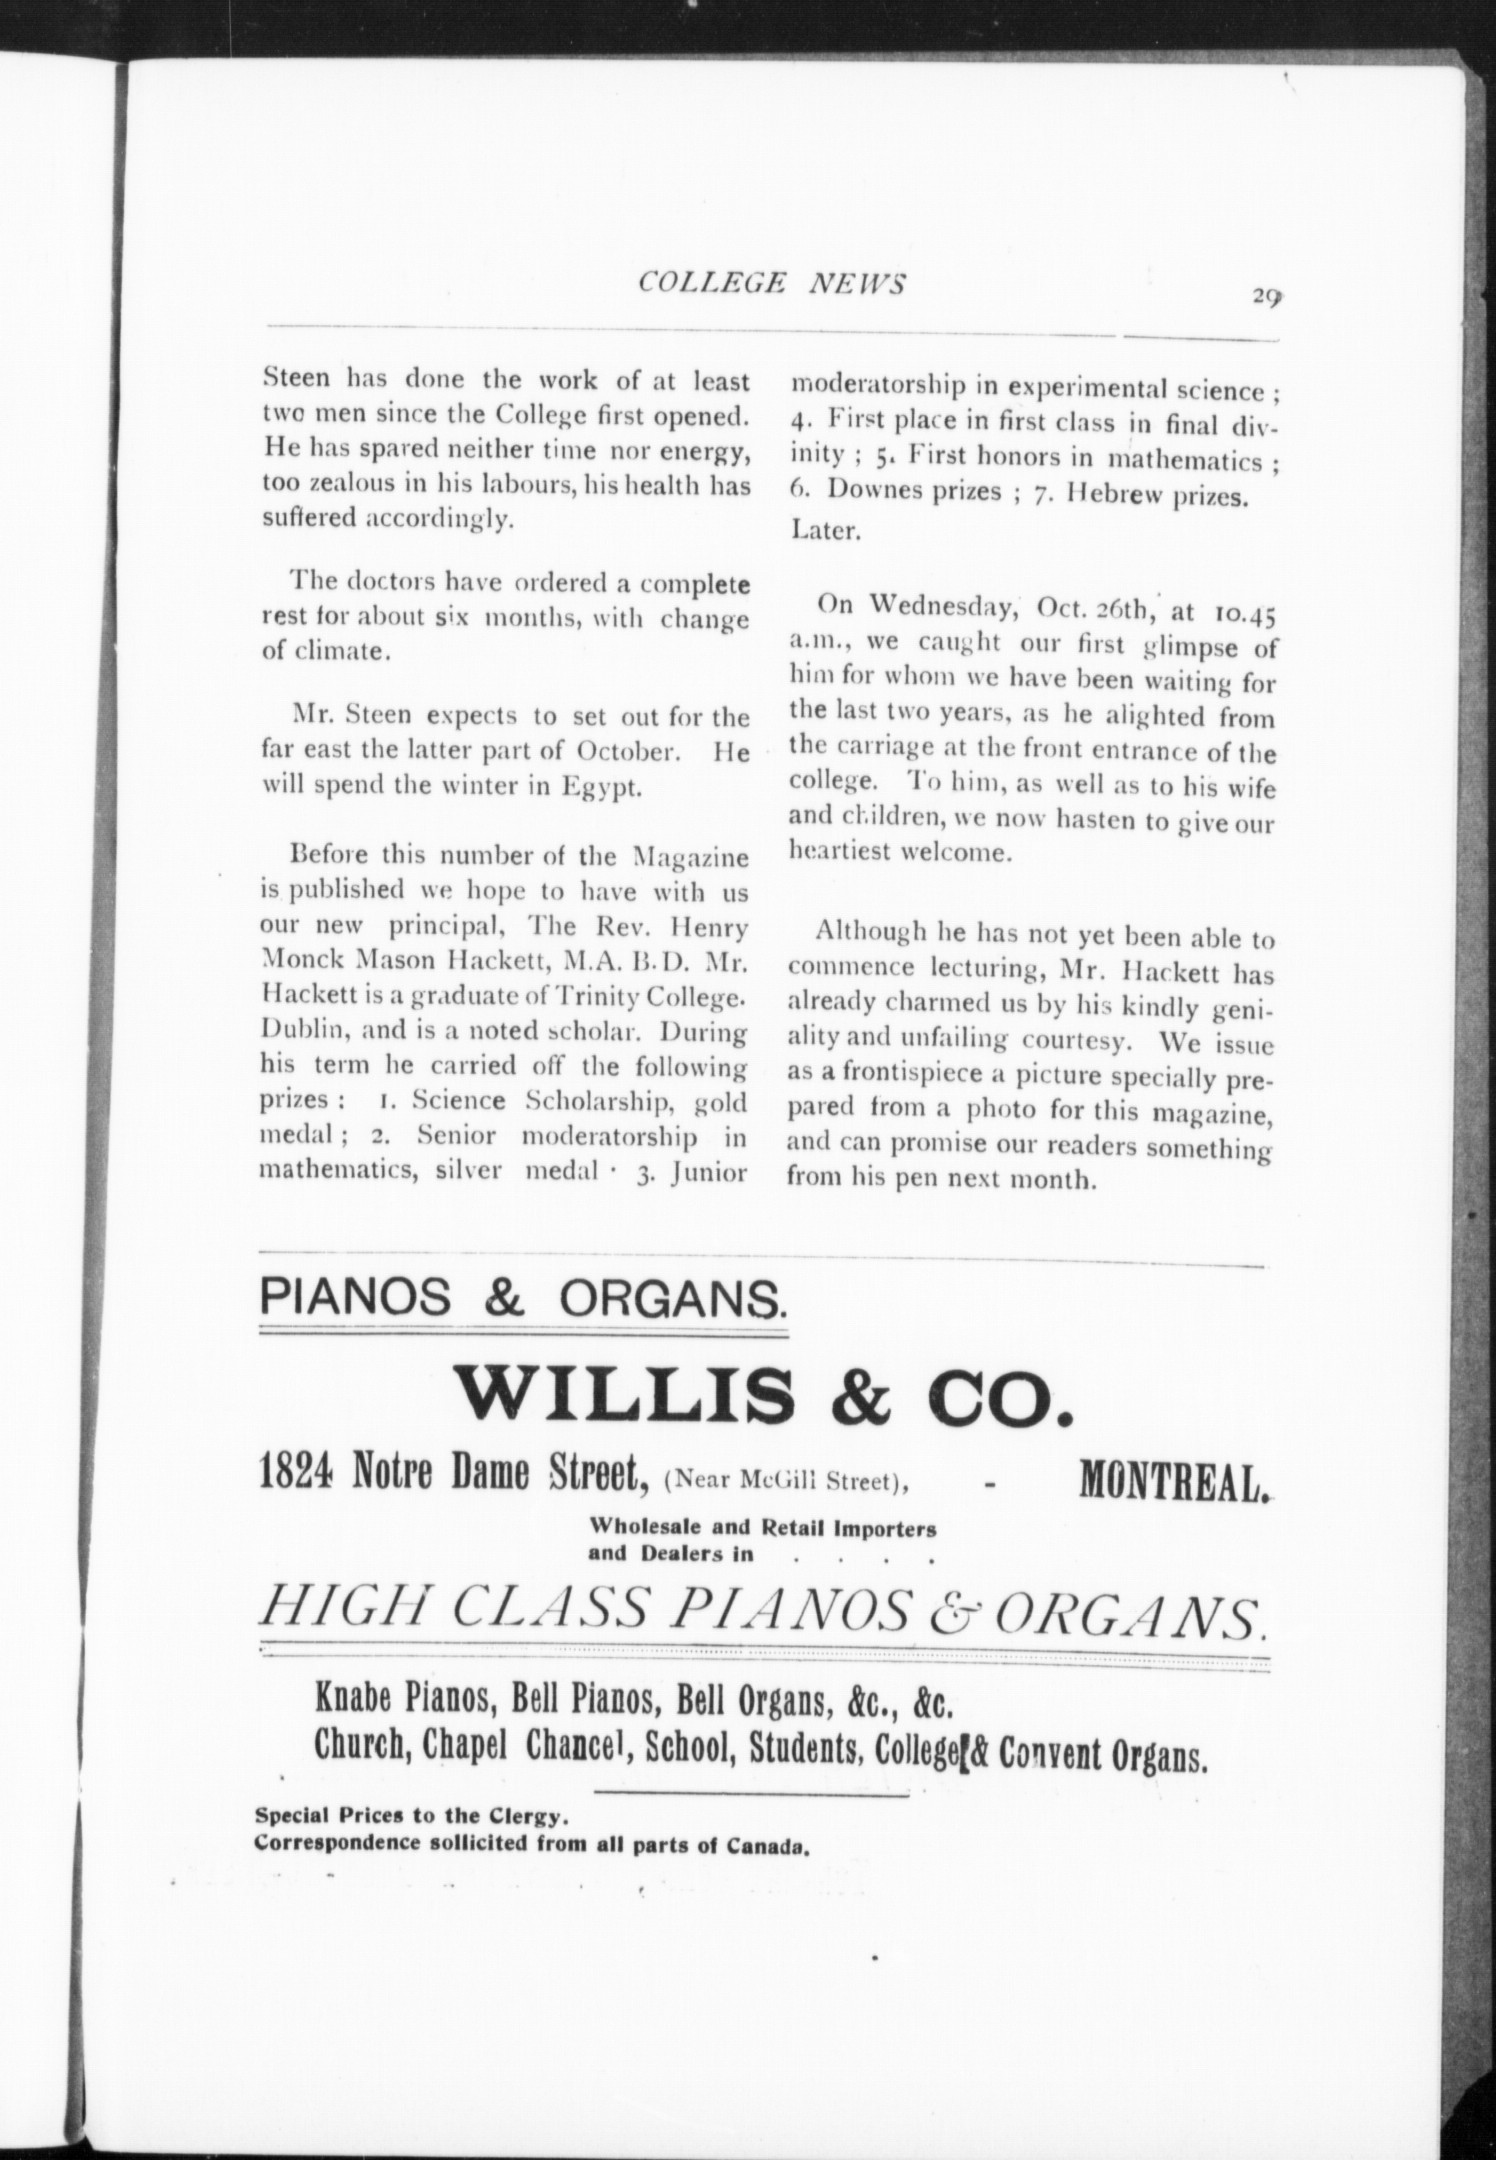 COLLEGE NEWS
29
Steen has done the work of at least
two men since the College first opened.
He has spared neither time nor energy,
too zealous in his labours, his health has
suffered accordingly.
The doctors have ordered a complete
rest for about six months, with change
of climate.
Mr. Steen expects to set out for the
far east the latter part of October. He
will spend the winter in Egypt.
Before this number of the Magazine
is published we hope to have with us
our new principal, The Rev. Henry
Monck Mason Hackett, M.A. B.D. Mr.
Hackett is a graduate of Trinity College.
Dublin, and is a noted scholar. During
his term he carried off the following
prizes : 1. Science Scholarship, gold
medal ; 2. Senior moderatorship in
mathematics, silver medal · 3. Junior
moderatorship in experimental science ;
4. First place in first class in final div-
inity ; 5. First honors in mathematics ;
6. Downes prizes ; 7. Hebrew prizes.
Later.
On Wednesday, Oct. 26th, at 10.45
a.m., we caught our first glimpse of
him for whom we have been waiting for
the last two years, as he alighted from
the carriage at the front entrance of the
college. To him, as well as to his wife
and children, we now hasten to give our
heartiest welcome.
Although he has not yet been able to
commence lecturing, Mr. Hackett has
already charmed us by his kindly geni-
ality and unfailing courtesy. We issue
as a frontispiece a picture specially pre-
pared from a photo for this magazine,
and can promise our readers something
from his pen next month.
PIANOS & ORGANS.
WILLIS & CO.
1824 Notre Dame Street, (Near McGill Street), - MONTREAL.
Wholesale and Retail Importers
and Dealers in . . . .
HIGH CLASS PIANOS & ORGANS.
Knabe Pianos, Bell Pianos, Bell Organs, &c., &c.
Church, Chapel Chancel, School, Students, College[& Convent Organs.
Special Prices to the Clergy.
Correspondence sollicited from all parts of Canada.